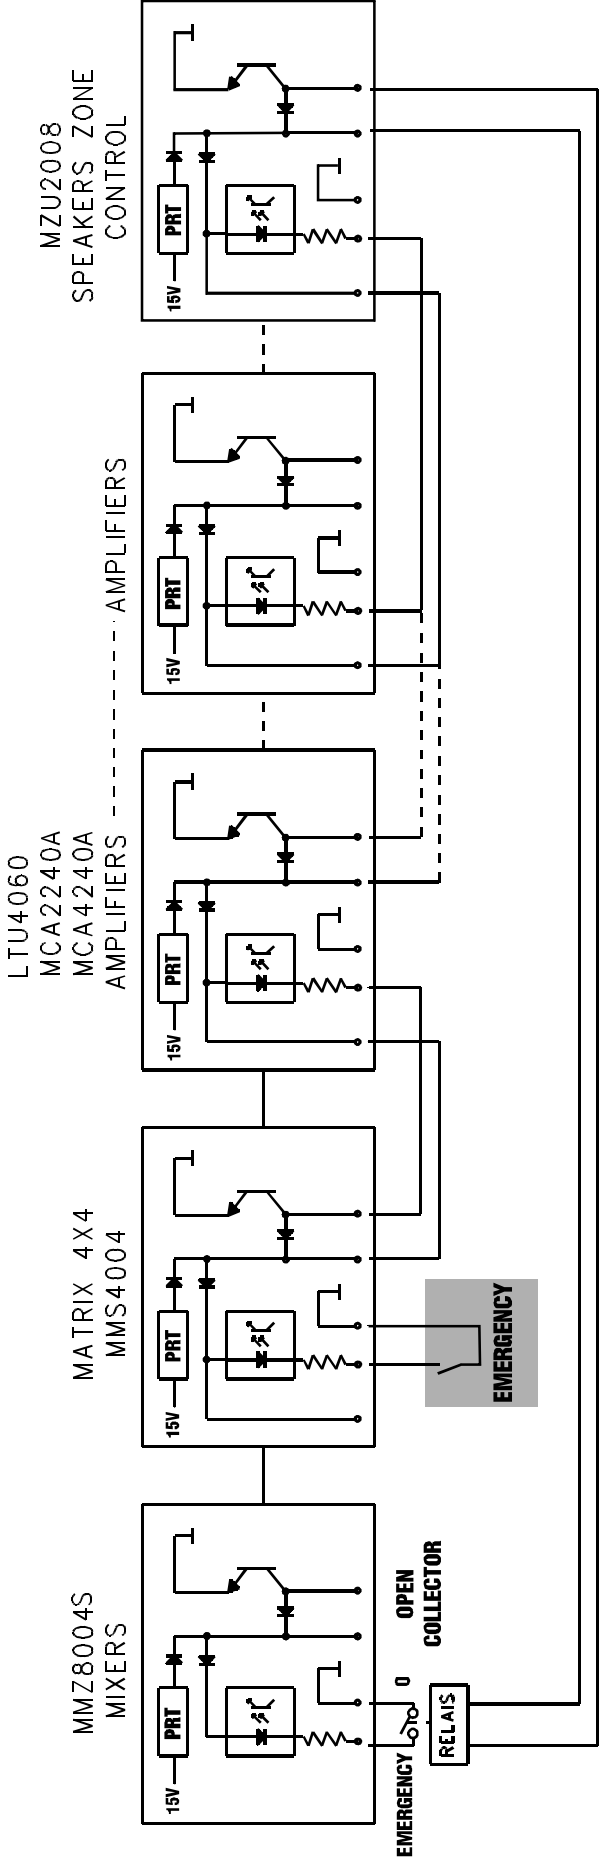 MMZ8004S
MIXERS
15V
PRT
EMERGENCY
O
OPEN
COLLECTOR
RELAIS
MATRIX 4X4
MMS4004
15V
PRT
EMERGENCY
LTU4060
MCA2240A
MCA4240A
AMPLIFIERS ------ AMPLIFIERS
15V
PRT
15V
PRT
MZU2008
SPEAKERS ZONE
CONTROL
15V
PRT